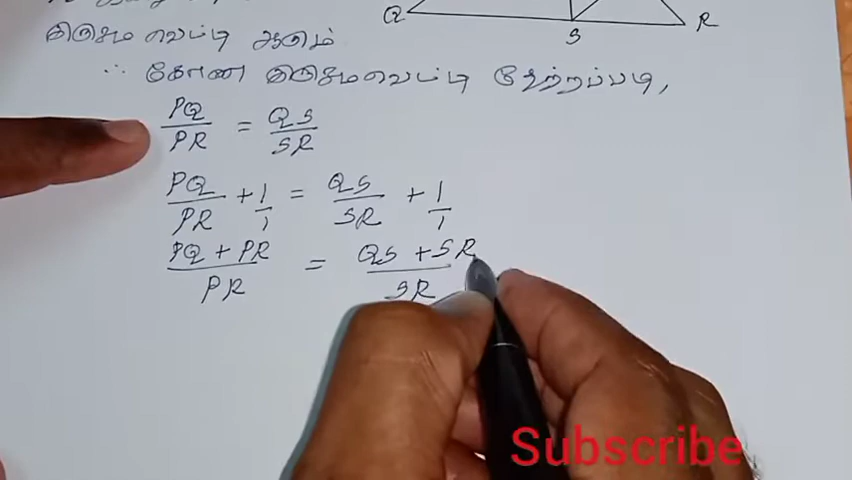 Q S R
இருசம வெட்டி ஆகும்
∴ கோண இருசமவெட்டி தேற்றப்படி,
PQ/PR = QS/SR
PQ/PR + 1/1 = QS/SR + 1/1
PQ + PR/PR = QS + SR/SR
Subscribe